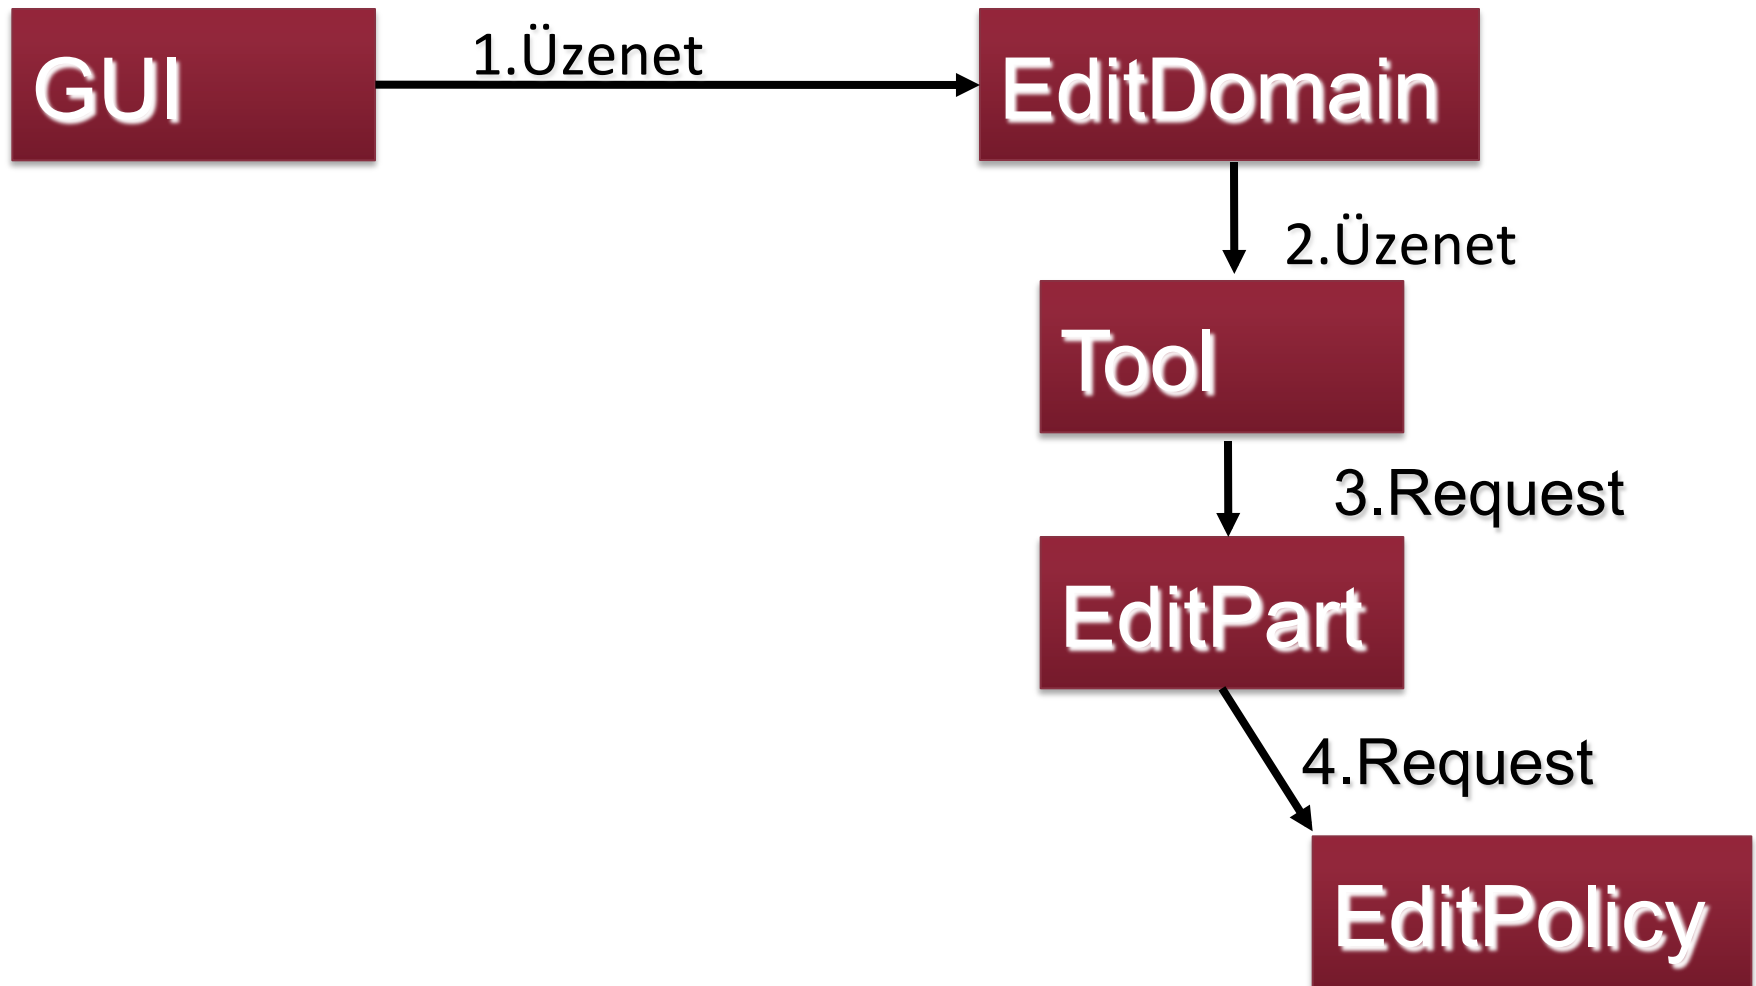 GUI
1.Üzenet
EditDomain
2.Üzenet
Tool
3.Request
EditPart
4.Request
EditPolicy